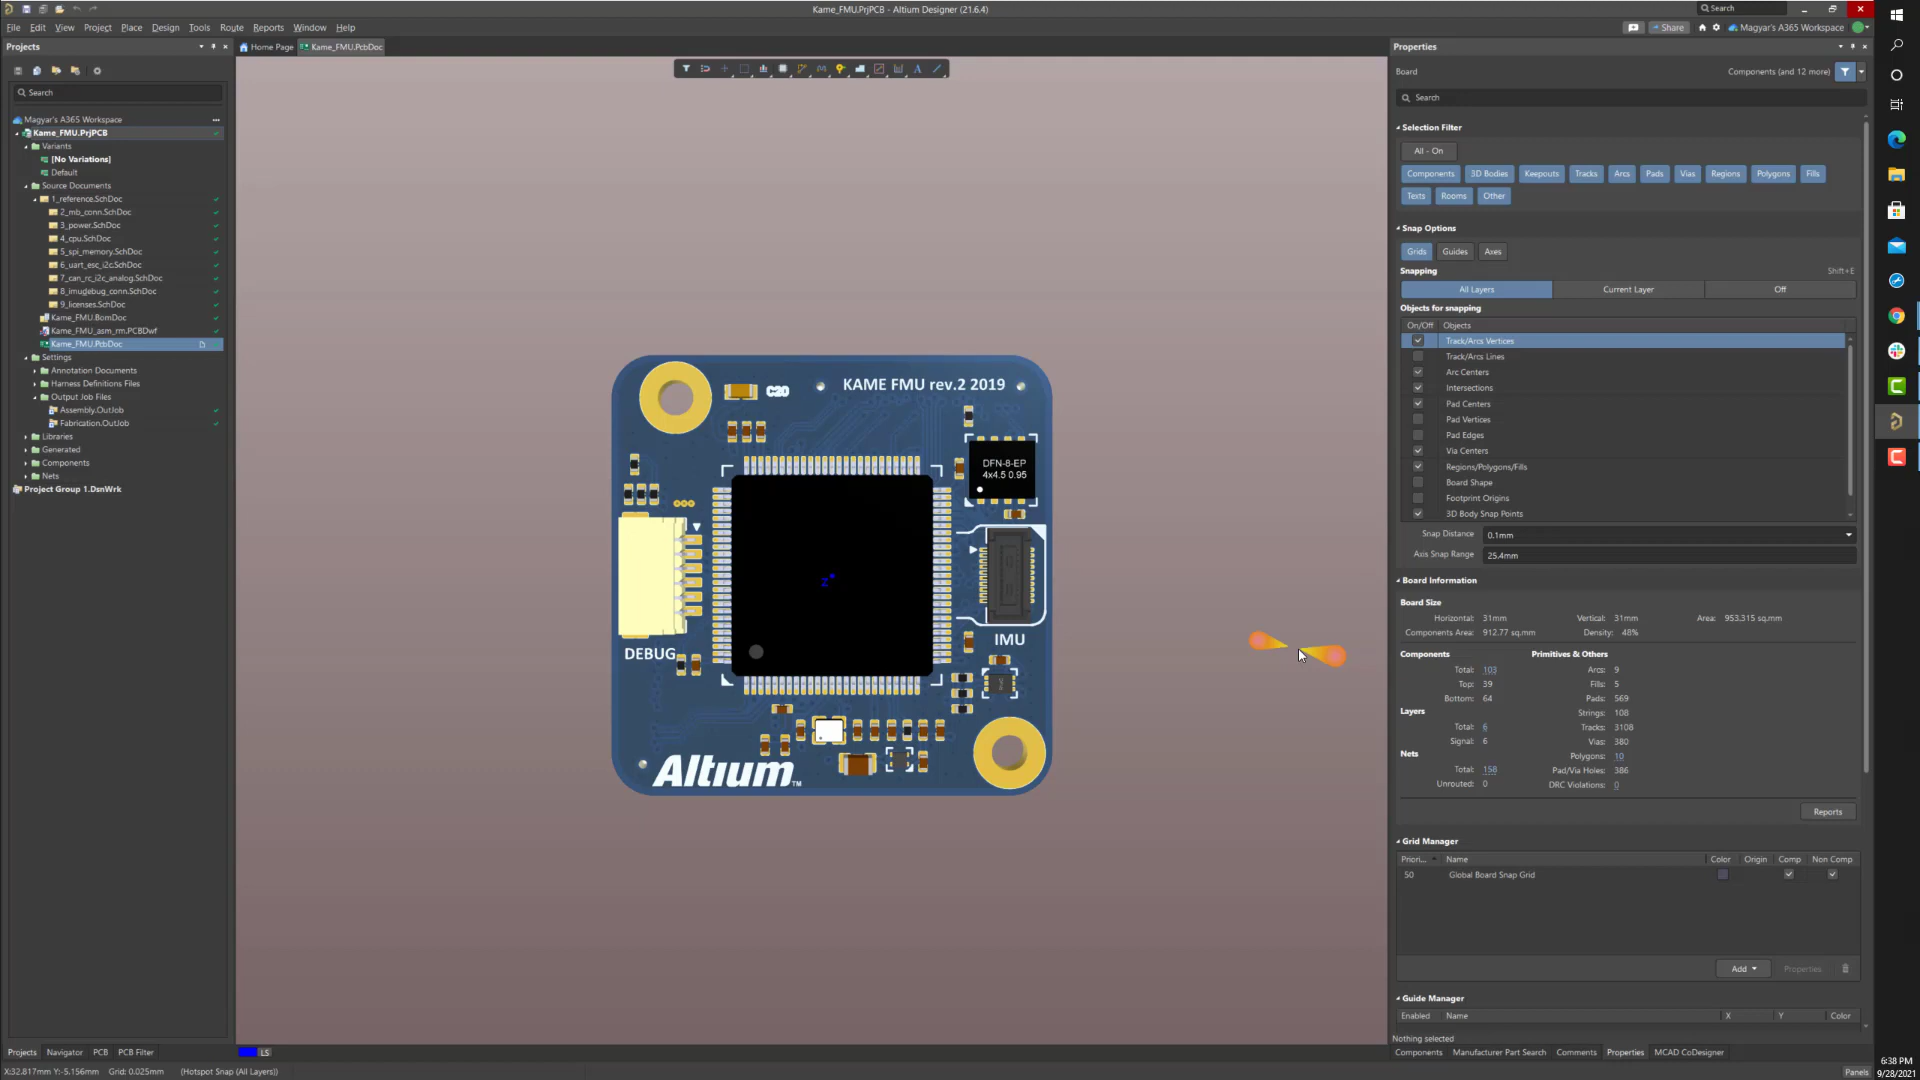 Kame_FMU.PrjPCB - Altium Designer (21.6.4)
Search
File Edit View Project Place Design Tools Route Reports Window Help
Share
Magyar's A365 Workspace
Projects
Home Page
Kame_FMU.PcbDoc
Search
Magyar's A365 Workspace
Kame_FMU.PrjPCB
Variants
[No Variations]
Default
Source Documents
1_reference.SchDoc
2_mb_conn.SchDoc
3_power.SchDoc
4_cpu.SchDoc
5_spi_memory.SchDoc
6_uart_esc_i2c.SchDoc
7_can_rc_i2c_analog.SchDoc
8_imudebug_conn.SchDoc
9_licenses.SchDoc
Kame_FMU.BomDoc
Kame_FMU_asm_rm.PCBDwf
Kame_FMU.PcbDoc
Settings
Annotation Documents
Harness Definitions Files
Output Job Files
Assembly.OutJob
Fabrication.OutJob
Libraries
Generated
Components
Nets
Project Group 1.DsnWrk
C20
KAME FMU rev.2 2019
DFN-8-EP
4x4.5 0.95
Z
IMU
DEBUG
Altium™
Properties
Board
Components (and 12 more)
Search
Selection Filter
All - On
Components 3D Bodies Keepouts Tracks Arcs Pads Vias Regions Polygons Fills
Texts Rooms Other
Snap Options
Grids Guides Axes
Snapping Shift+E
All Layers Current Layer Off
Objects for snapping
On/Off Objects
Track/Arcs Vertices
Track/Arcs Lines
Arc Centers
Intersections
Pad Centers
Pad Vertices
Pad Edges
Via Centers
Regions/Polygons/Fills
Board Shape
Footprint Origins
3D Body Snap Points
Snap Distance 0.1mm
Axis Snap Range 25.4mm
Board Information
Board Size
Horizontal: 31mm Vertical: 31mm Area: 953.315 sq.mm
Components Area: 912.77 sq.mm Density: 48%
Components Primitives & Others
Total: 103 Arcs: 9
Top: 39 Fills: 5
Bottom: 64 Pads: 569
Layers Strings: 108
Total: 6 Tracks: 3108
Signal: 6 Vias: 380
Nets Polygons: 10
Total: 158 Pad/Via Holes: 386
Unrouted: 0 DRC Violations: 0
Reports
Grid Manager
Priori... Name Color Origin Comp Non Comp
50 Global Board Snap Grid
Add Properties
Guide Manager
Enabled Name X Y Color
Nothing selected
Projects Navigator PCB PCB Filter
LS
Components Manufacturer Part Search Comments Properties MCAD CoDesigner
X:32.817mm Y:-5.156mm Grid: 0.025mm (Hotspot Snap (All Layers))
Panels
6:38 PM
9/28/2021